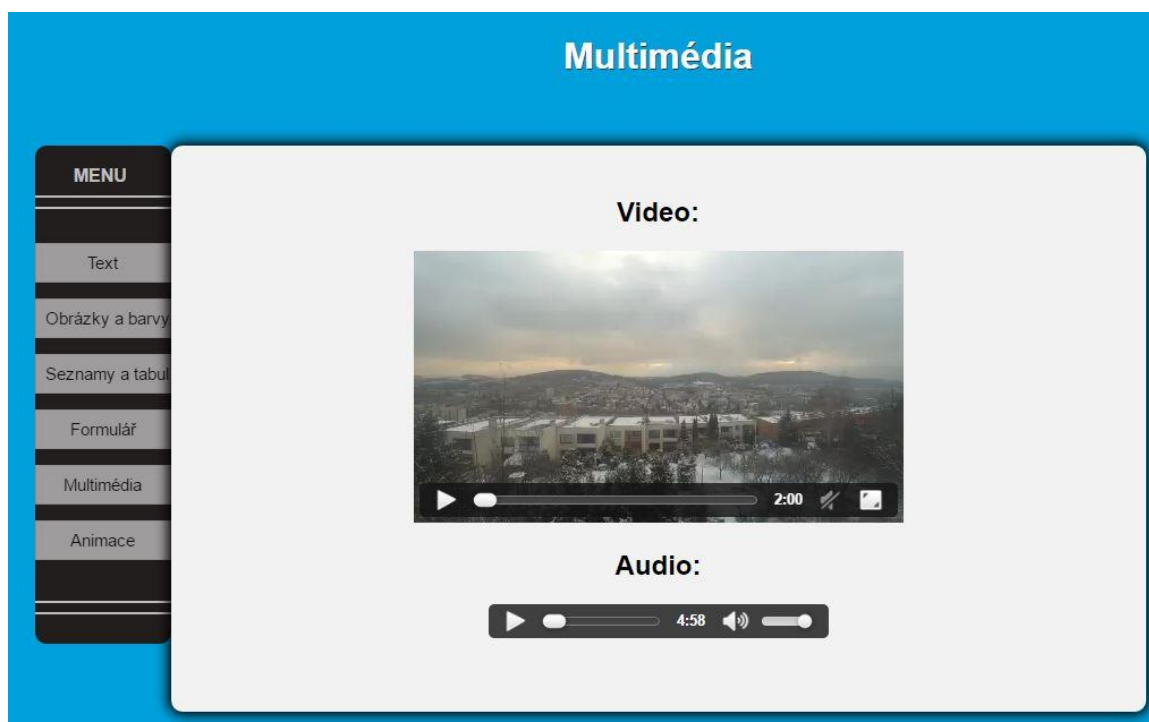 Multimédia
MENU
Text
Obrázky a barvy
Seznamy a tabul
Formulář
Multimédia
Animace
Video:
2:00
Audio:
4:58